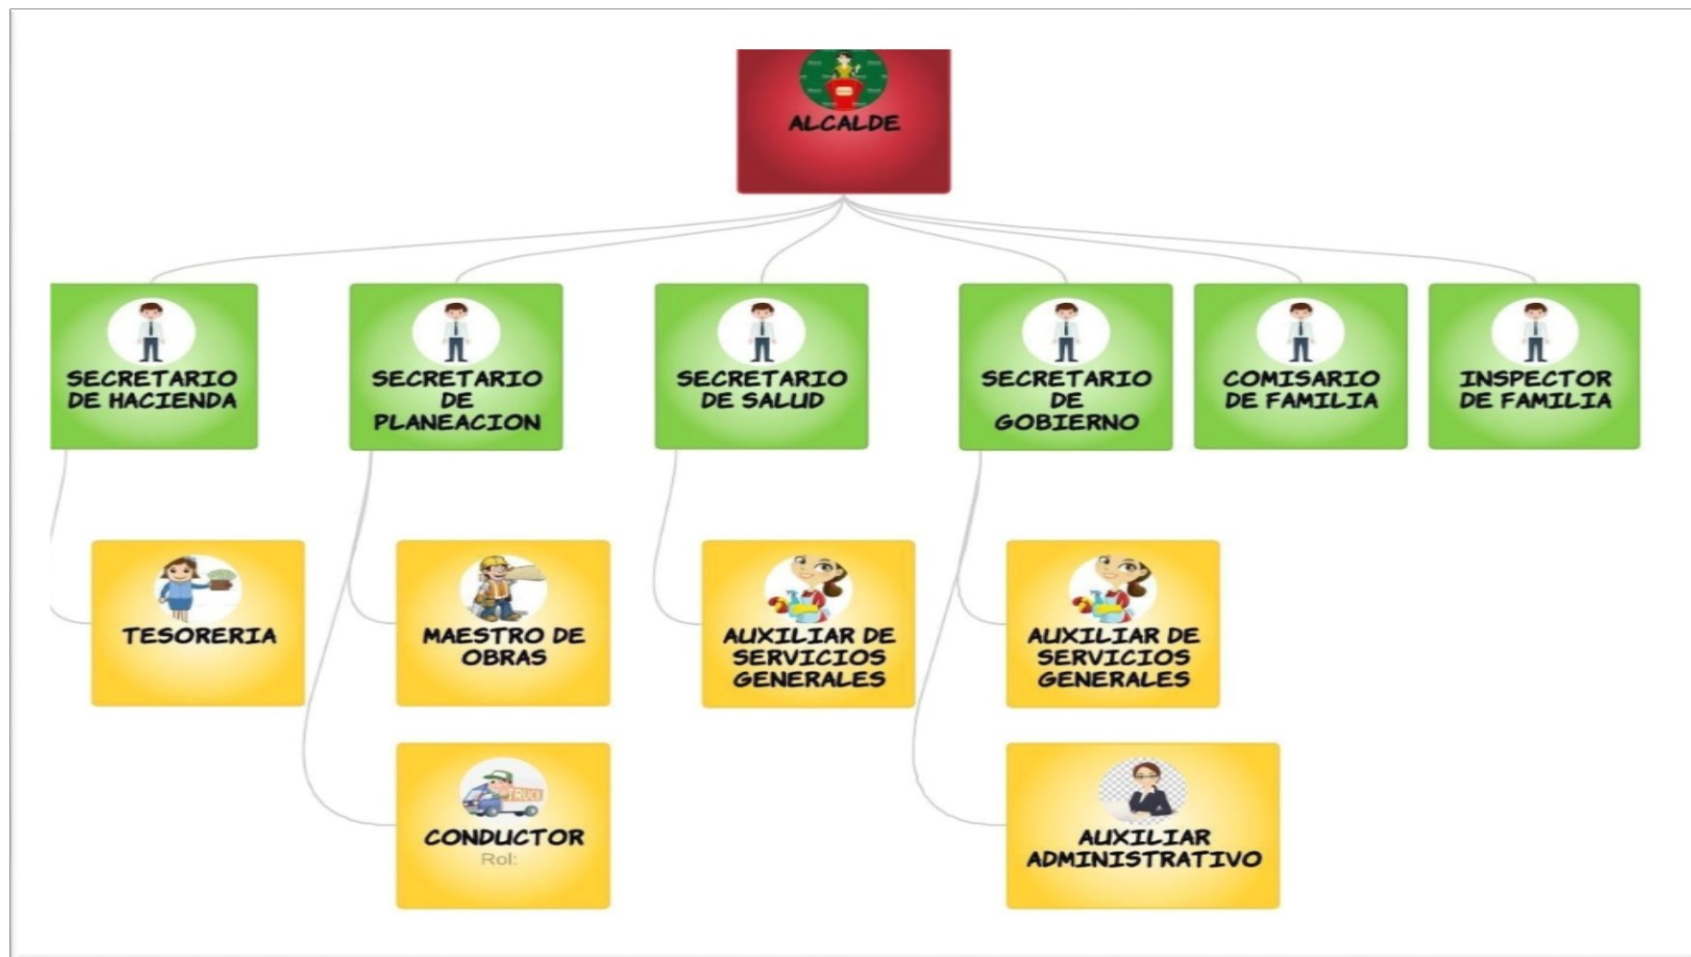 ALCALDE
SECRETARIO
DE HACIENDA
SECRETARIO
DE
PLANEACION
SECRETARIO
DE SALUD
SECRETARIO
DE
GOBIERNO
COMISARIO
DE FAMILIA
INSPECTOR
DE FAMILIA
TESORERIA
MAESTRO DE
OBRAS
AUXILIAR DE
SERVICIOS
GENERALES
AUXILIAR DE
SERVICIOS
GENERALES
TRUCK
CONDUCTOR
Rol:
AUXILIAR
ADMINISTRATIVO